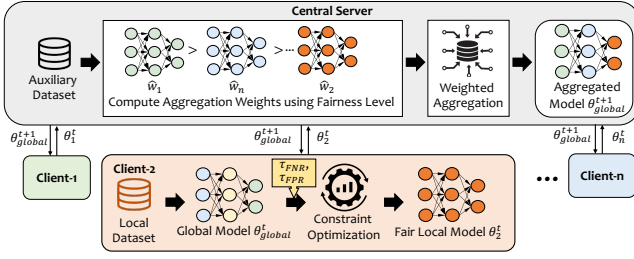 Central Server
Auxiliary
Dataset
ŵ₁ > ŵₙ >... ŵ₂
Compute Aggregation Weights using Fairness Level
Weighted
Aggregation
Aggregated
Model θ^{t+1}_{global}
θ^{t+1}_{global} θ^t_1
θ^{t+1}_{global} θ^t_2
θ^{t+1}_{global} θ^t_n
Client-1
Client-2
Local
Dataset
Global Model θ^t_{global}
τ_{FNR},
τ_{FPR}
Constraint
Optimization
Fair Local Model θ^t_2
...
Client-n